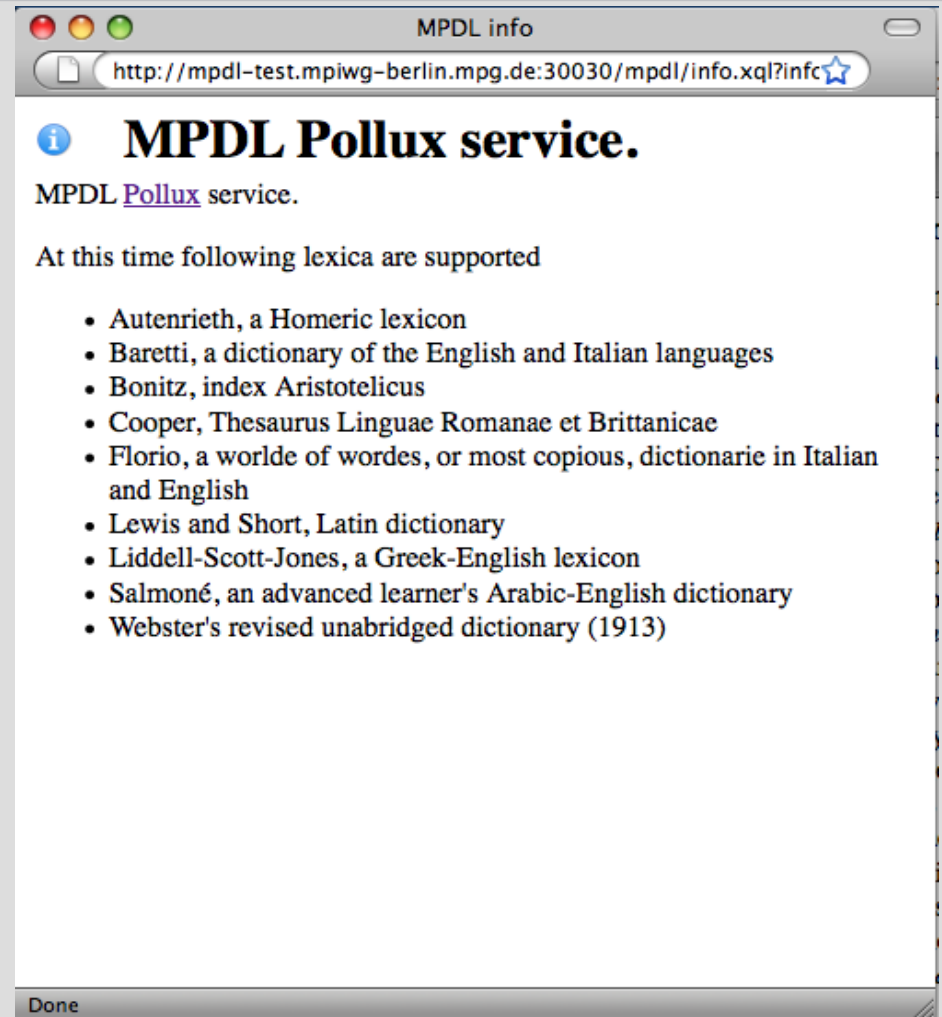 MPDL info
http://mpdl-test.mpiwg-berlin.mpg.de:30030/mpdl/info.xql?info
MPDL Pollux service.
MPDL Pollux service.
At this time following lexica are supported
• Autenrieth, a Homeric lexicon
• Baretti, a dictionary of the English and Italian languages
• Bonitz, index Aristotelicus
• Cooper, Thesaurus Linguae Romanae et Brittanicae
• Florio, a worlde of wordes, or most copious, dictionarie in Italian
and English
• Lewis and Short, Latin dictionary
• Liddell-Scott-Jones, a Greek-English lexicon
• Salmoné, an advanced learner's Arabic-English dictionary
• Webster's revised unabridged dictionary (1913)
Done